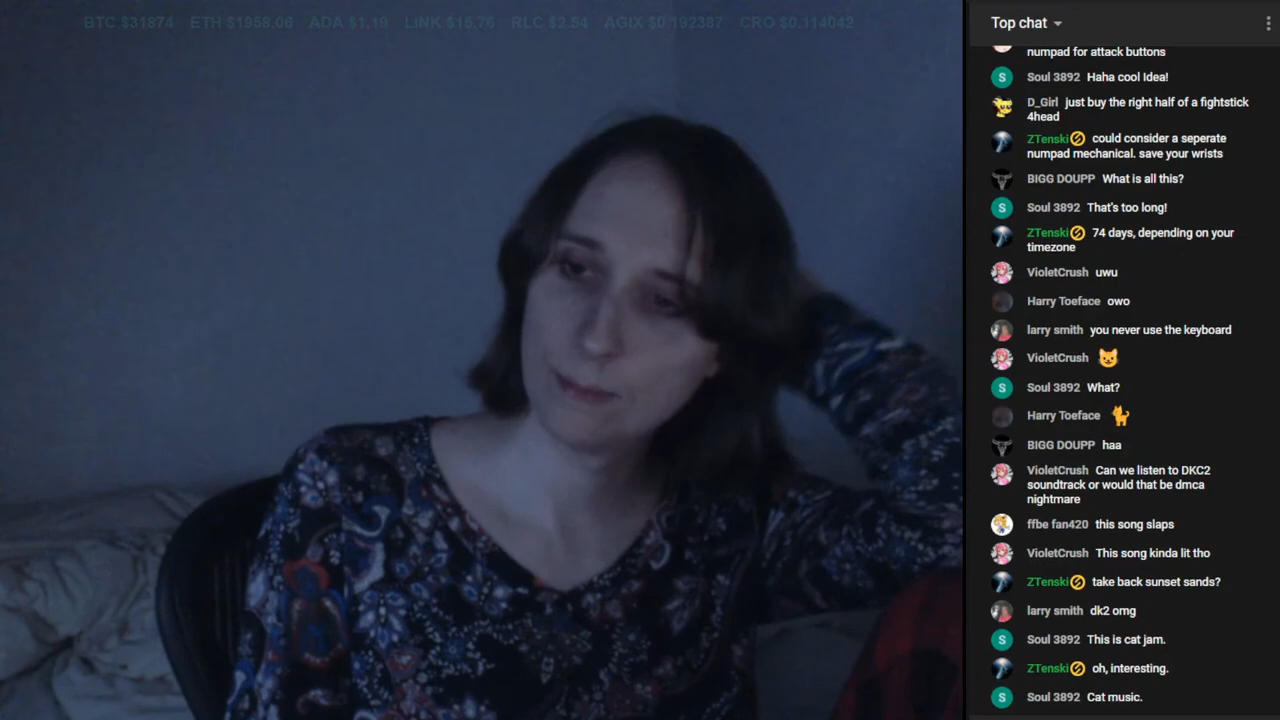 BTC $31874 ETH $1958.06 ADA $1.19 LINK $15.76 RLC $2.54 AGIX $0.192387 CRO $0.114042
Top chat
numpad for attack buttons
Soul 3892 Haha cool Idea!
D_Girl just buy the right half of a fightstick
4head
ZTenski could consider a seperate
numpad mechanical. save your wrists
BIGG DOUPP What is all this?
Soul 3892 That's too long!
ZTenski 74 days, depending on your
timezone
VioletCrush uwu
Harry Toeface owo
larry smith you never use the keyboard
VioletCrush
Soul 3892 What?
Harry Toeface
BIGG DOUPP haa
VioletCrush Can we listen to DKC2
soundtrack or would that be dmca
nightmare
ffbe fan420 this song slaps
VioletCrush This song kinda lit tho
ZTenski take back sunset sands?
larry smith dk2 omg
Soul 3892 This is cat jam.
ZTenski oh, interesting.
Soul 3892 Cat music.